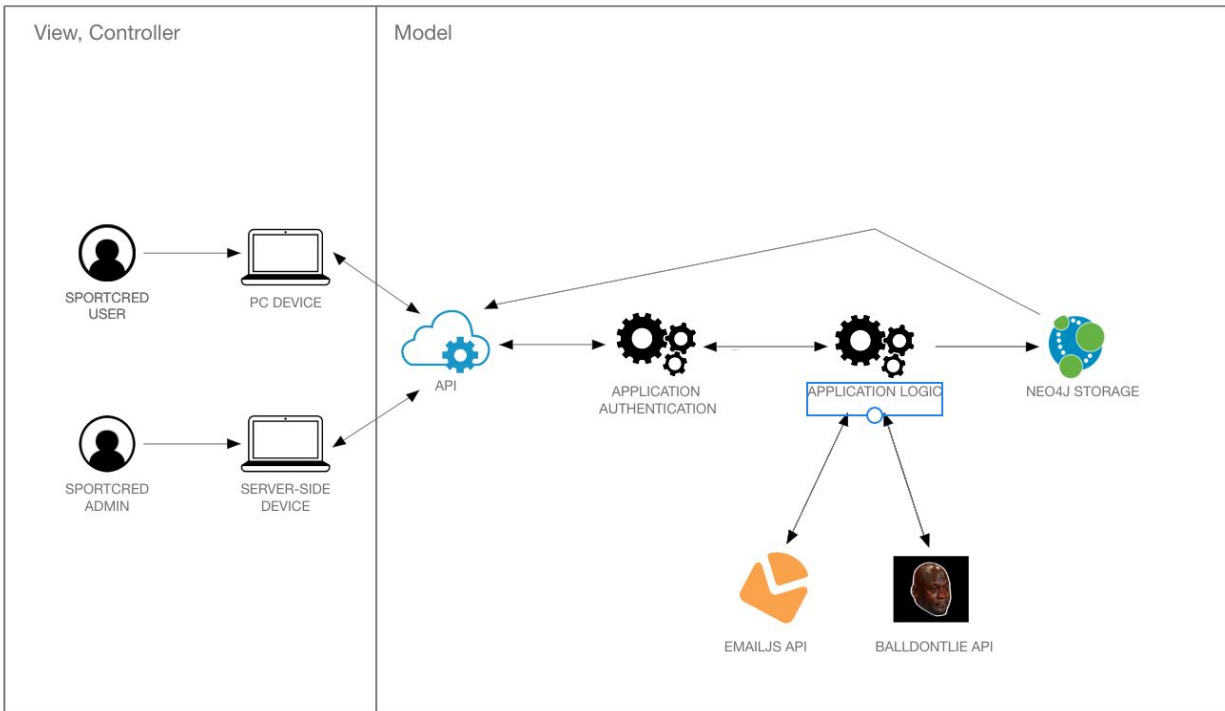 View, Controller
Model
SPORTCRED
USER
PC DEVICE
API
APPLICATION
AUTHENTICATION
APPLICATION LOGIC
NEO4J STORAGE
SPORTCRED
ADMIN
SERVER-SIDE
DEVICE
EMAILJS API
BALLDONTLIE API